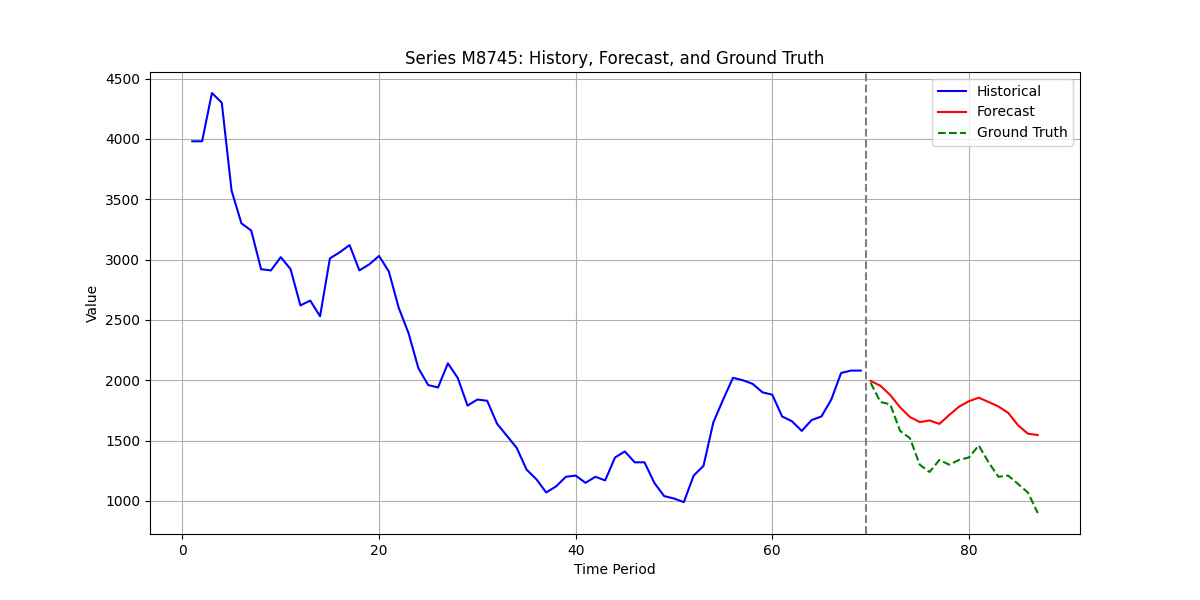 Series M8745: History, Forecast, and Ground Truth
4500
4000
3500
3000
2500
2000
1500
1000
Value
0
20
40
60
80
Time Period
Historical
Forecast
Ground Truth